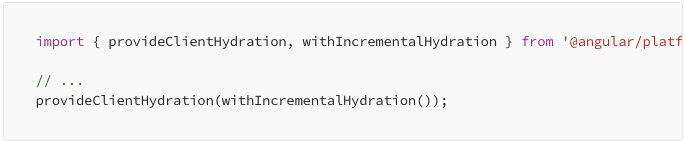 import { provideClientHydration, withIncrementalHydration } from '@angular/platf
// ...
provideClientHydration(withIncrementalHydration());